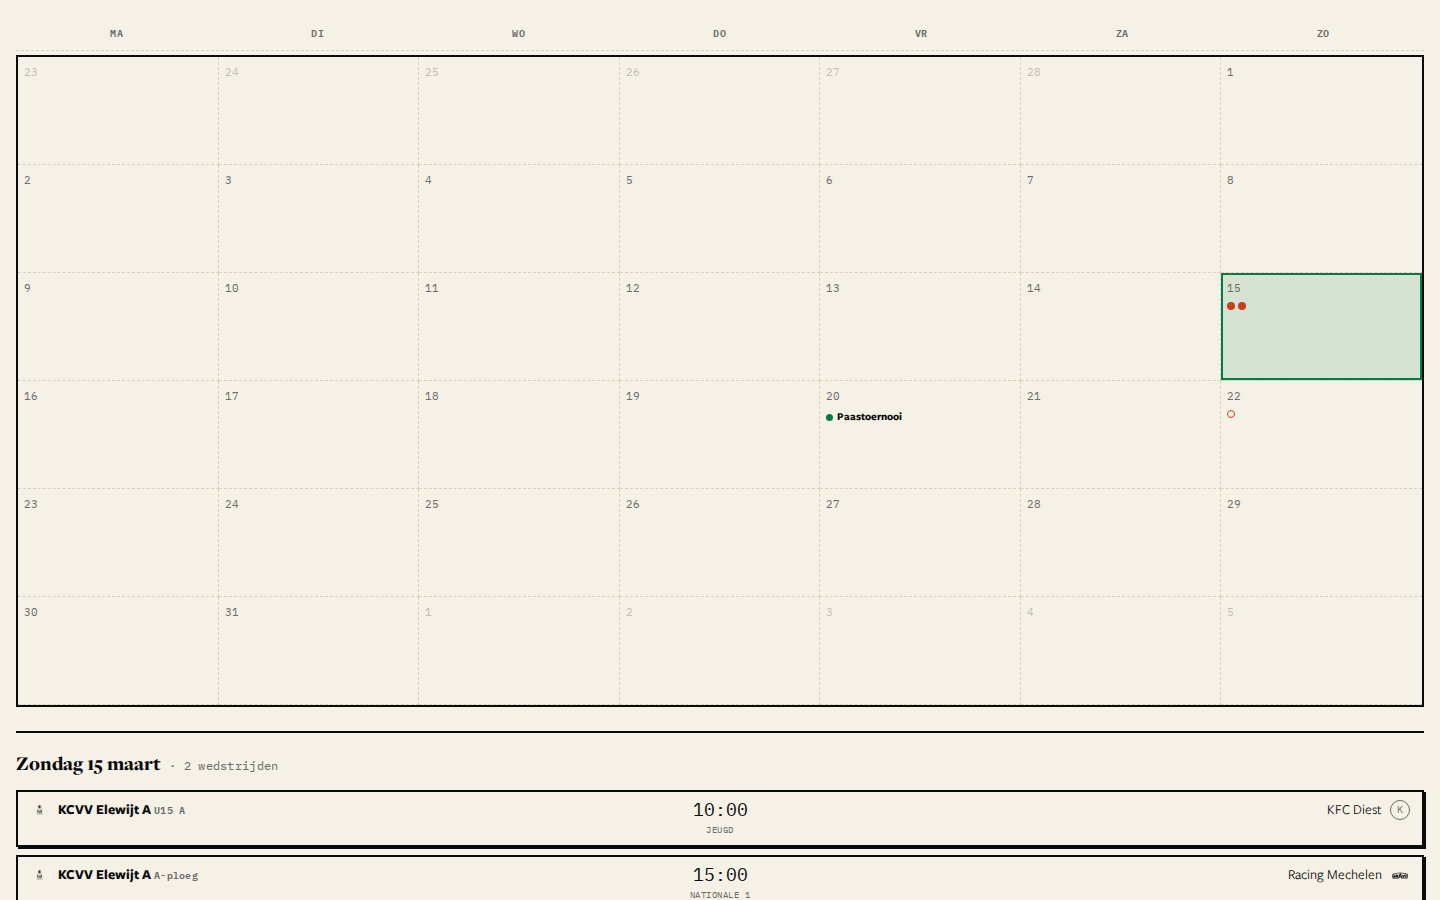 MA DI WO DO VR ZA ZO
23 24 25 26 27 28 1
2 3 4 5 6 7 8
9 10 11 12 13 14 15
16 17 18 19 20 21 22
Paastoernooi
23 24 25 26 27 28 29
30 31 1 2 3 4 5
Zondag 15 maart · 2 wedstrijden
KCVV Elewijt A U15 A 10:00 KFC Diest K
JEUGD
KCVV Elewijt A A-ploeg 15:00 Racing Mechelen
NATIONALE 1